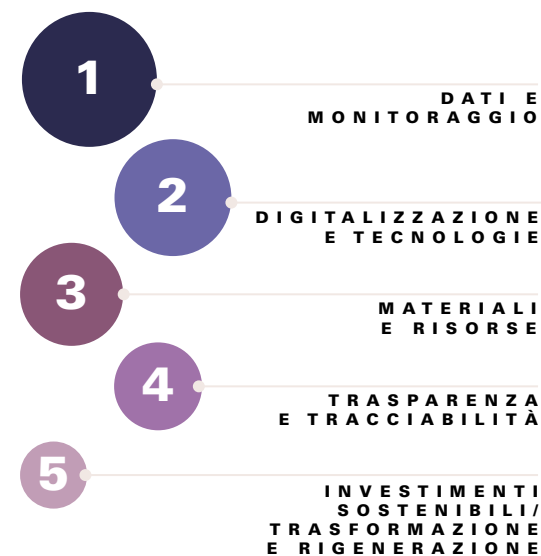 1
DATI E
MONITORAGGIO
2
DIGITALIZZAZIONE
E TECNOLOGIE
3
MATERIALI
E RISORSE
4
TRASPARENZA
E TRACCIABILITÀ
5
INVESTIMENTI
SOSTENIBILI/
TRASFORMAZIONE
E RIGENERAZIONE